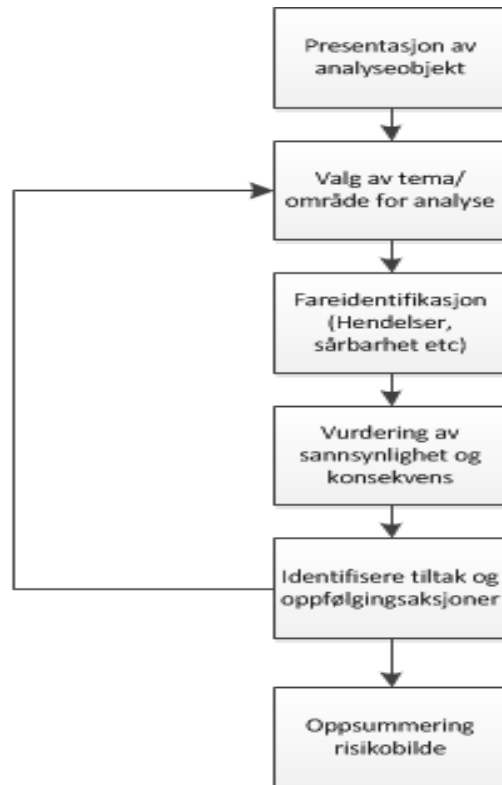 Presentasjon av
analyseobjekt
Valg av tema/
område for analyse
Fareidentifikasjon
(Hendelser,
sårbarhet etc)
Vurdering av
sannsynlighet og
konsekvens
Identifisere tiltak og
oppfølgingsaksjoner
Oppsummering
risikobilde